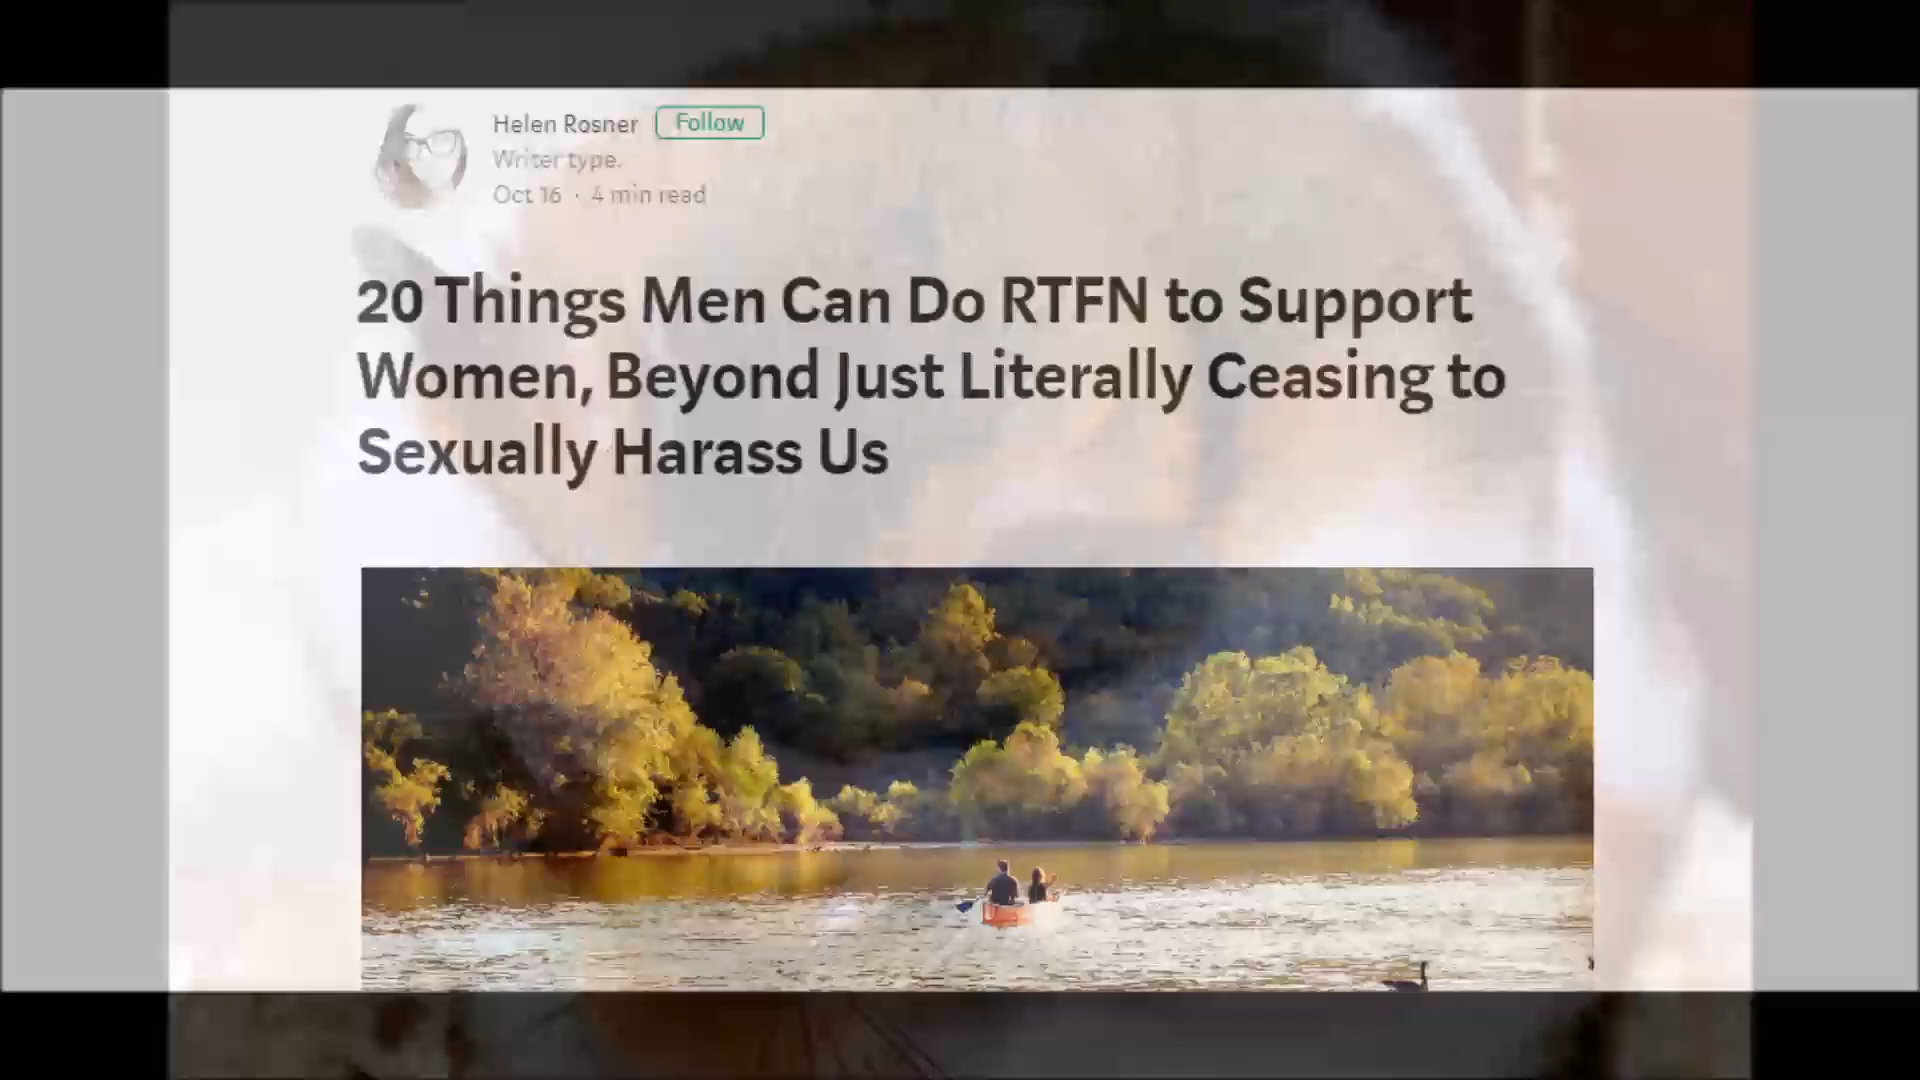 Helen Rosner Follow
Writer type.
Oct 16 · 4 min read
20 Things Men Can Do RTFN to Support
Women, Beyond Just Literally Ceasing to
Sexually Harass Us